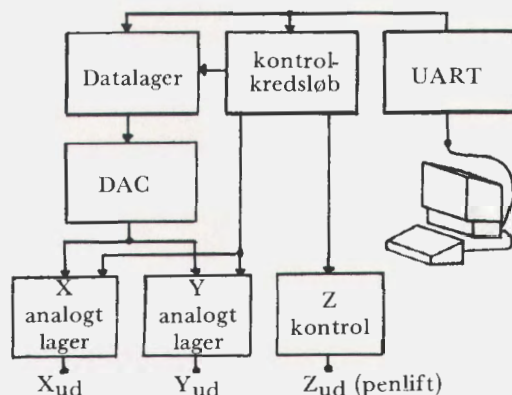 Datalager
kontrol-
kredsløb
UART
DAC
X
analogt
lager
Y
analogt
lager
Z
kontrol
Xud
Yud
Zud (penlift)